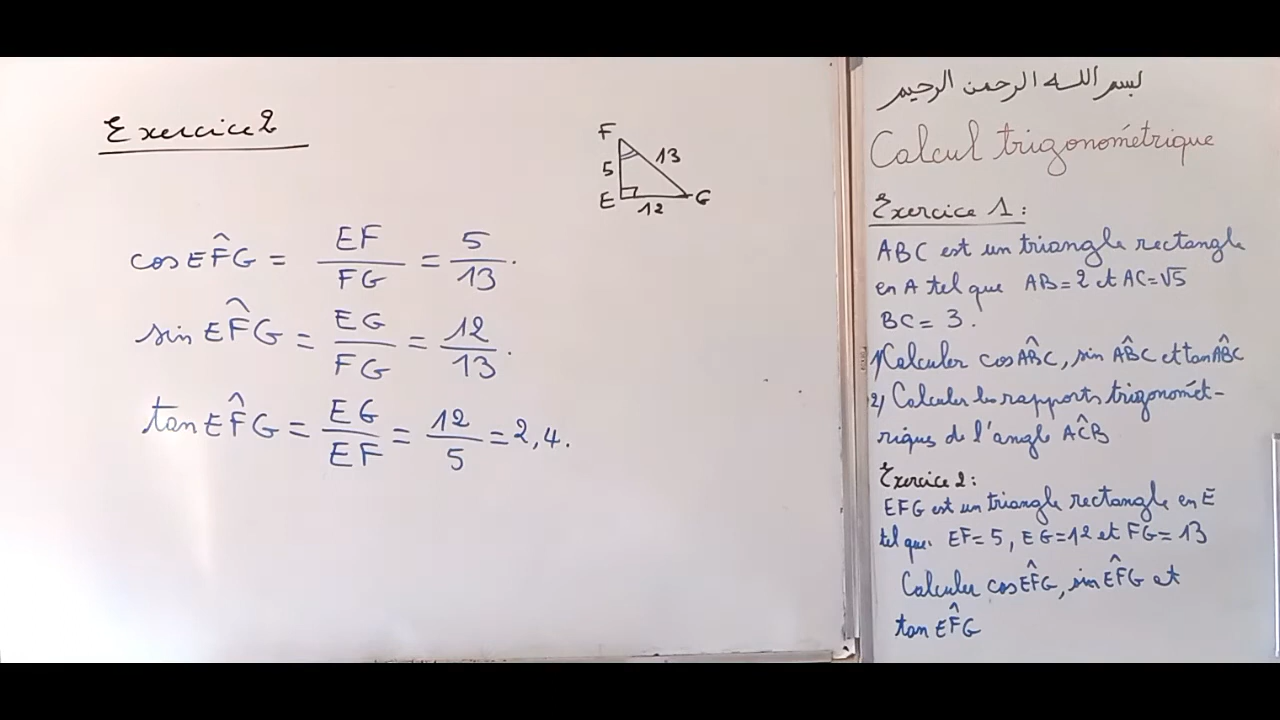 Exercice 2
F
5
13
E
12
G
cos EF̂G = EF/FG = 5/13.
sin EF̂G = EG/FG = 12/13.
tan EF̂G = EG/EF = 12/5 = 2,4.
بسم الله الرحمن الرحيم
Calcul trigonométrique
Exercice 1:
ABC est un triangle rectangle
en A tel que AB = 2 et AC = √5
BC = 3.
1) Calculer cos AB̂C, sin AB̂C et tan AB̂C
2) Calculer les rapports trigonomét-
riques de l'angle AĈB
Exercice 2:
EFG est un triangle rectangle en E
tel que. EF = 5, EG = 12 et FG = 13
Calculer cos EF̂G, sin EF̂G et
tan EF̂G